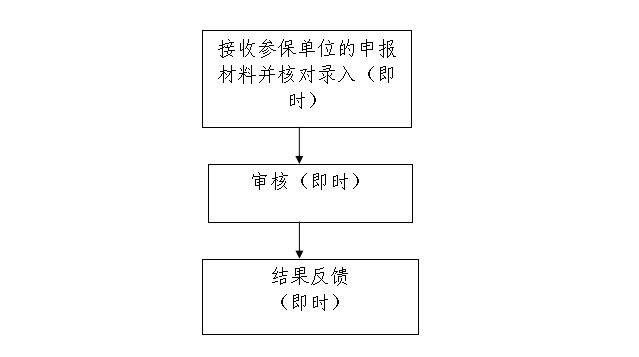 接收参保单位的申报
材料并核对录入（即
时）
审核（即时）
结果反馈
（即时）